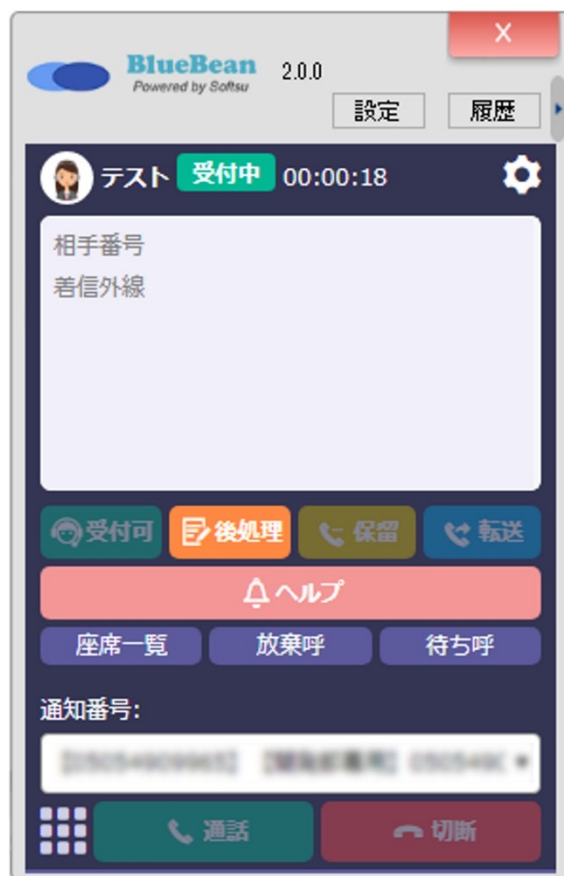 X
BlueBean 2.0.0
Powered by Softsu
設定 履歴
テスト 受付中 00:00:18
相手番号
着信外線
受付可 後処理 保留 転送
ヘルプ
座席一覧 放棄呼 待ち呼
通知番号:
通話 切断